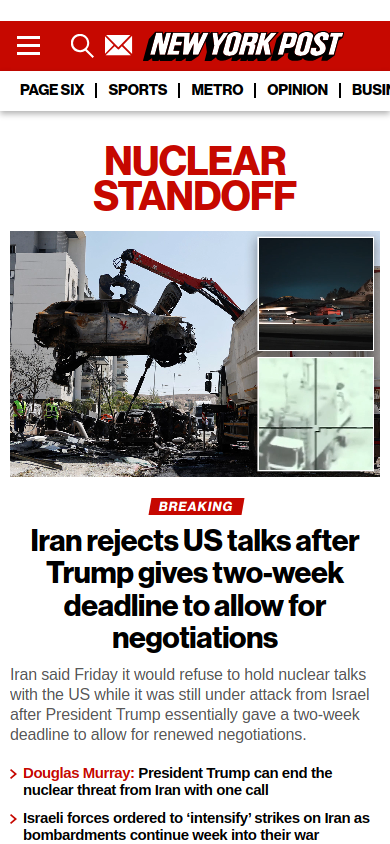 NEW YORK POST
PAGE SIX
SPORTS
METRO
OPINION
BUSIN
NUCLEAR
STANDOFF
BREAKING
Iran rejects US talks after
Trump gives two-week
deadline to allow for
negotiations
Iran said Friday it would refuse to hold nuclear talks
with the US while it was still under attack from Israel
after President Trump essentially gave a two-week
deadline to allow for renewed negotiations.
Douglas Murray: President Trump can end the
nuclear threat from Iran with one call
Israeli forces ordered to ‘intensify’ strikes on Iran as
bombardments continue week into their war